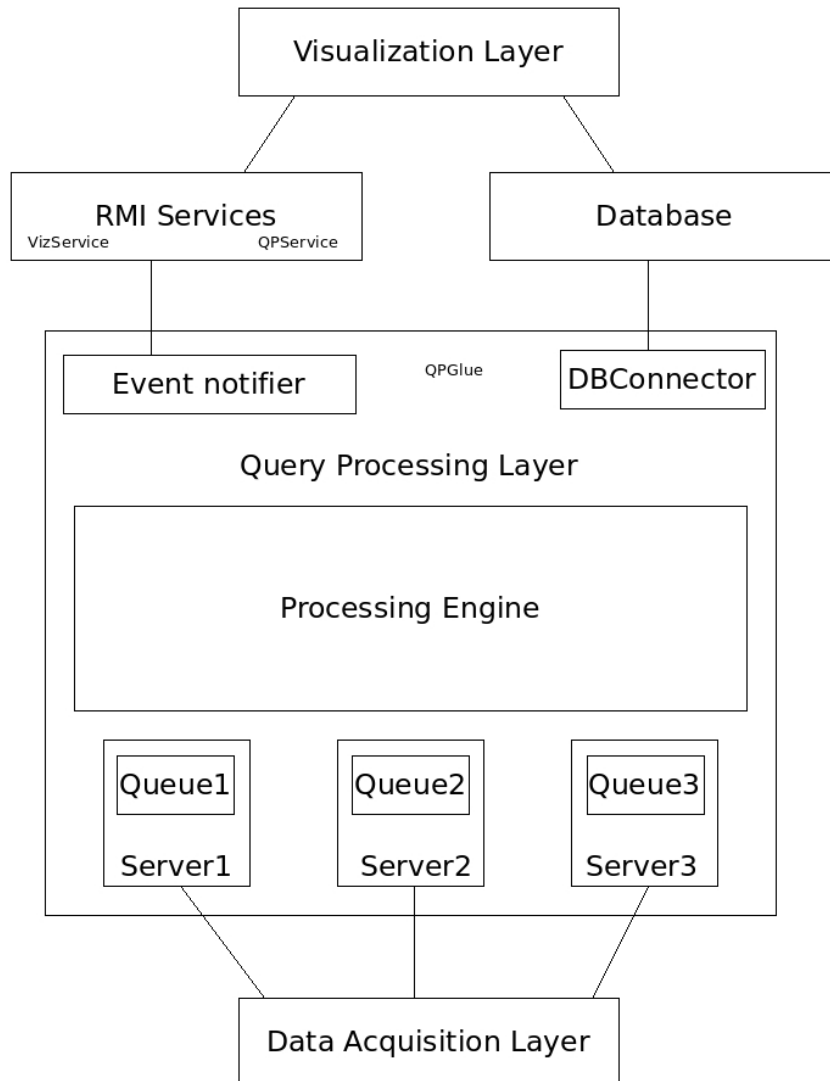 Visualization Layer
RMI Services
VizService QPService
Database
Event notifier
QPGlue
DBConnector
Query Processing Layer
Processing Engine
Queue1
Queue2
Queue3
Server1
Server2
Server3
Data Acquisition Layer